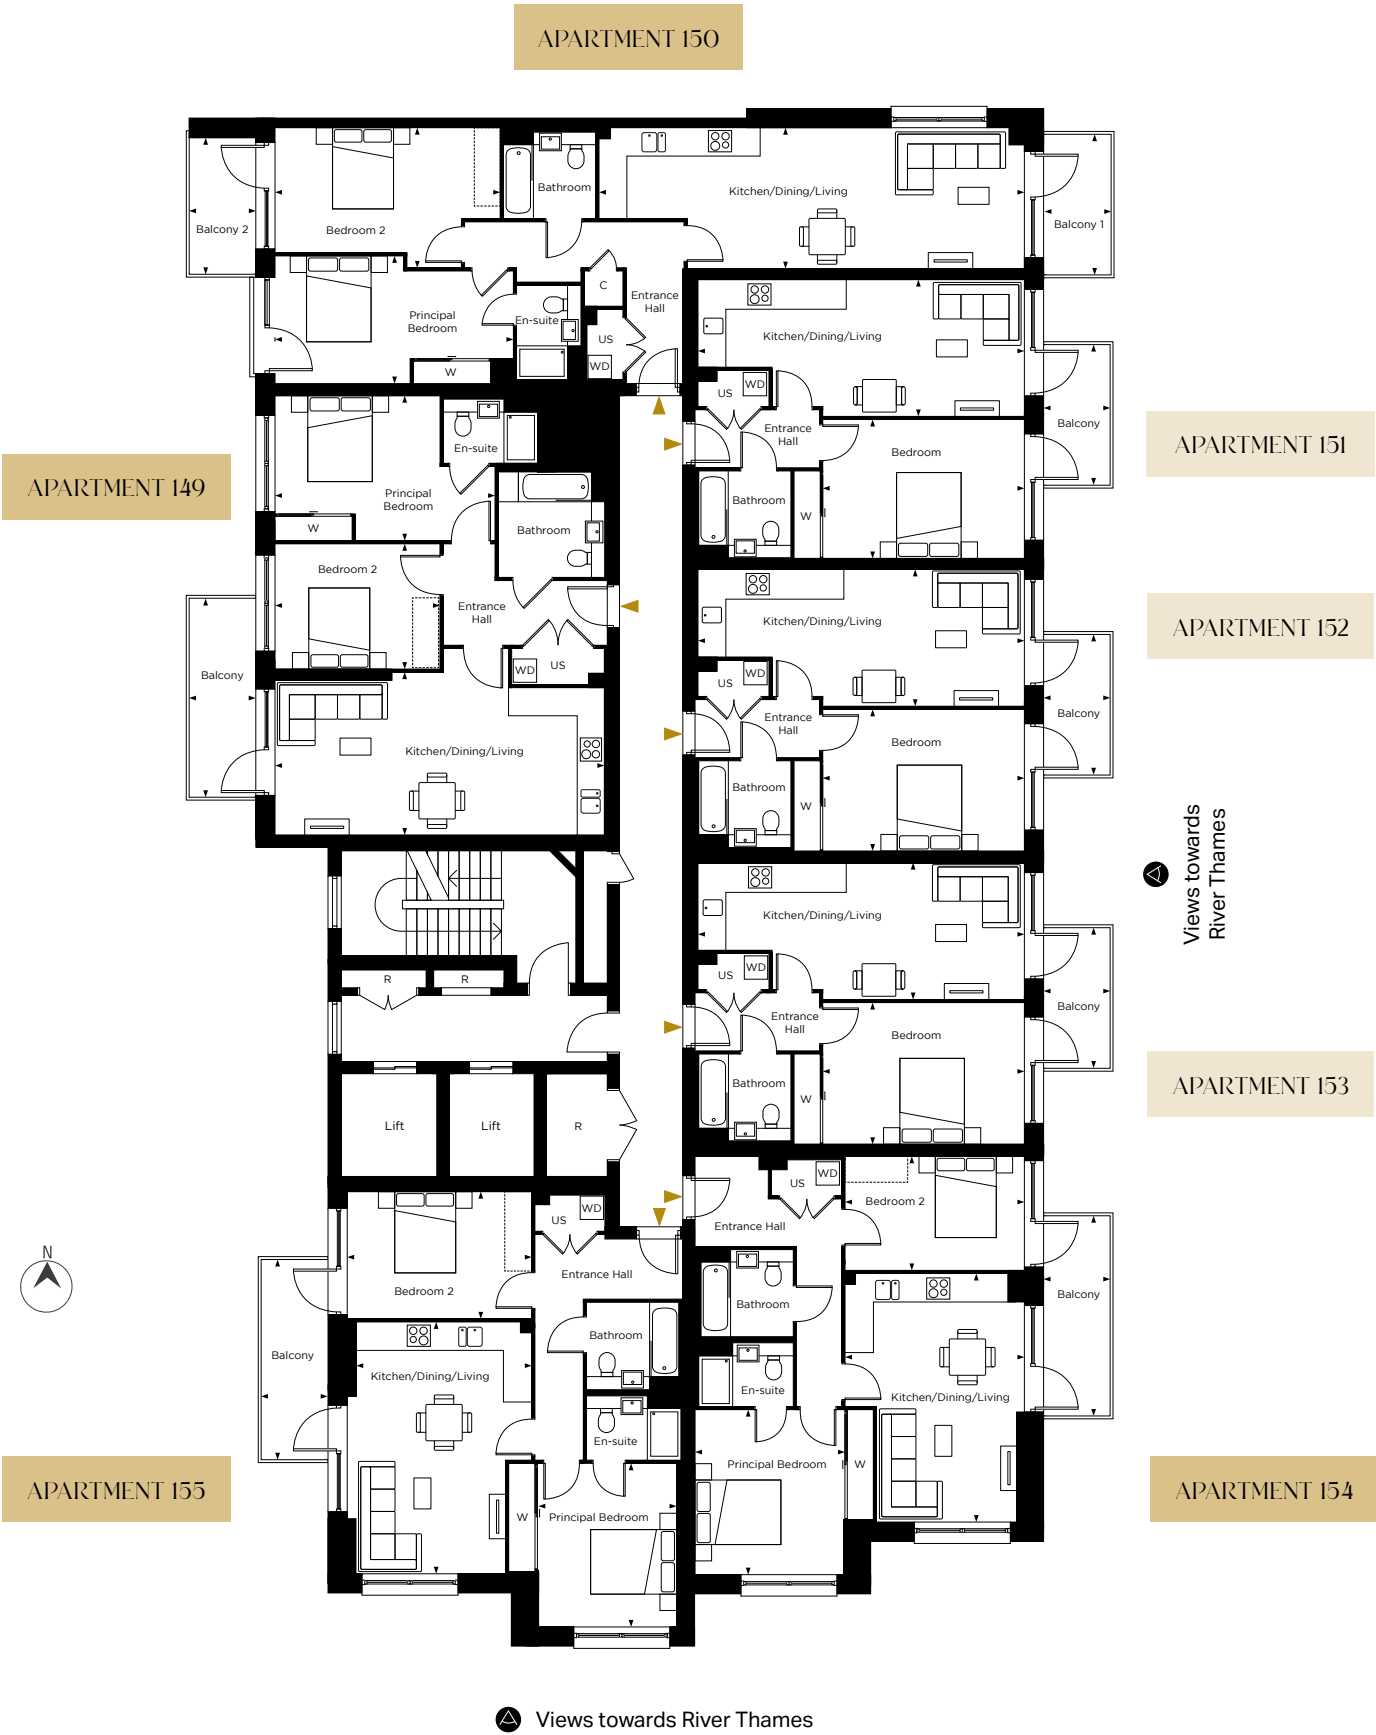 APARTMENT 150
Bathroom
Kitchen/Dining/Living
Balcony 2
Bedroom 2
Balcony 1
C
Entrance
Hall
Principal
Bedroom
En-suite
US
WD
W
Kitchen/Dining/Living
US
WD
Entrance
Hall
Balcony
Bedroom
Bathroom
W
APARTMENT 151
APARTMENT 149
En-suite
Principal
Bedroom
W
Bathroom
Bedroom 2
Entrance
Hall
WD
US
Balcony
Kitchen/Dining/Living
Kitchen/Dining/Living
US
WD
Entrance
Hall
Balcony
Bedroom
Bathroom
W
APARTMENT 152
Views towards
River Thames
Kitchen/Dining/Living
US
WD
Entrance
Hall
Balcony
Bedroom
Bathroom
W
APARTMENT 153
R
R
Lift
Lift
R
US
WD
Bedroom 2
Entrance Hall
Balcony
Bathroom
En-suite
Kitchen/Dining/Living
Principal Bedroom
W
APARTMENT 154
N
US
WD
Entrance Hall
Bedroom 2
Bathroom
Balcony
Kitchen/Dining/Living
En-suite
W
Principal Bedroom
APARTMENT 155
Views towards River Thames